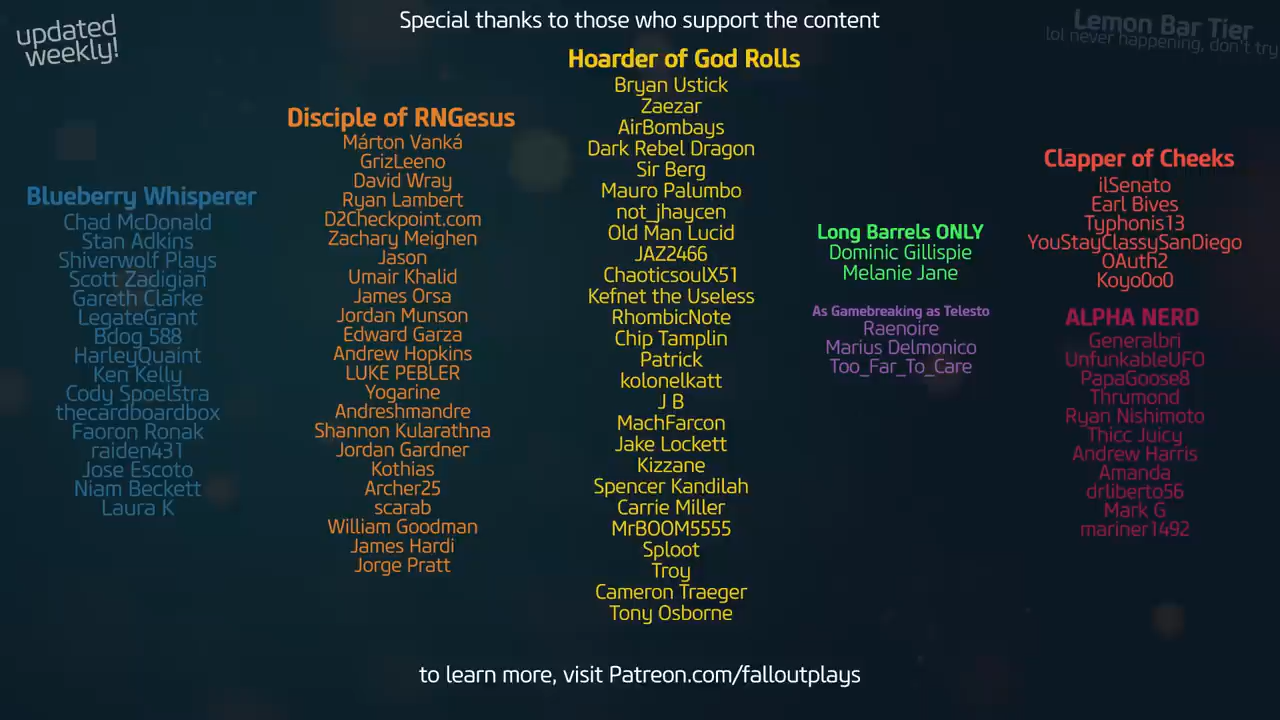 updated
weekly!
Special thanks to those who support the content
Lemon Bar Tier
lol never happening, don't try
Blueberry Whisperer
Chad McDonald
Stan Adkins
Shiverwolf Plays
Scott Zadigian
Gareth Clarke
LegateGrant
Bdog 588
HarleyQuaint
Ken Kelly
Cody Spoelstra
thecardboardbox
Faoron Ronak
raiden431
Jose Escoto
Niam Beckett
Laura K
Disciple of RNGesus
Márton Vanká
GrizLeeno
David Wray
Ryan Lambert
D2Checkpoint.com
Zachary Meighen
Jason
Umair Khalid
James Orsa
Jordan Munson
Edward Garza
Andrew Hopkins
LUKE PEBLER
Yogarine
Andreshmandre
Shannon Kularathna
Jordan Gardner
Kothias
Archer25
scarab
William Goodman
James Hardi
Jorge Pratt
Hoarder of God Rolls
Bryan Ustick
Zaezar
AirBombays
Dark Rebel Dragon
Sir Berg
Mauro Palumbo
not_jhaycen
Old Man Lucid
JAZ2466
ChaoticsoulX51
Kefnet the Useless
RhombicNote
Chip Tamplin
Patrick
kolonelkatt
J B
MachFarcon
Jake Lockett
Kizzane
Spencer Kandilah
Carrie Miller
MrBOOM5555
Sploot
Troy
Cameron Traeger
Tony Osborne
Long Barrels ONLY
Dominic Gillispie
Melanie Jane
As Gamebreaking as Telesto
Raenoire
Marius Delmonico
Too_Far_To_Care
Clapper of Cheeks
ilSenato
Earl Bives
Typhonis13
YouStayClassySanDiego
OAuth2
Koyo0o0
ALPHA NERD
Generalbri
UnfunkableUFO
PapaGoose8
Thrumond
Ryan Nishimoto
Thicc Juicy
Andrew Harris
Amanda
drliberto56
Mark G
mariner1492
to learn more, visit Patreon.com/falloutplays